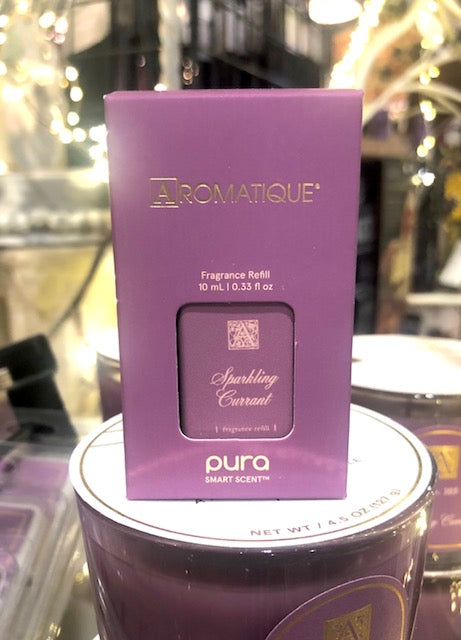 AROMATIQUE®
Fragrance Refill
10 mL | 0.33 fl oz
A
Sparkling
Currant
| fragrance refill |
pura
SMART SCENT™
NET WT / 4.5 OZ (127 g)
A